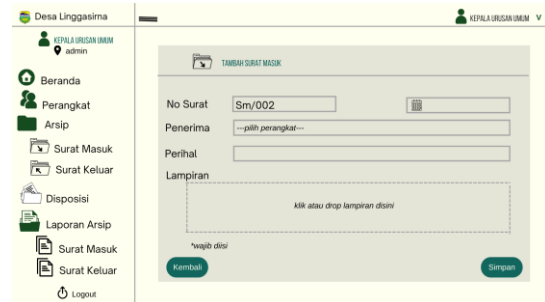 Desa Linggasirna
KEPALA URUSAN UMUM V
KEPALA URUSAN UMUM
admin
Beranda
Perangkat
Arsip
Surat Masuk
Surat Keluar
Disposisi
Laporan Arsip
Surat Masuk
Surat Keluar
Logout
TAMBAH SURAT MASUK
No Surat Sm/002
Penerima ---pilih perangkat---
Perihal
Lampiran
klik atau drop lampiran disini
*wajib diisi
Kembali Simpan